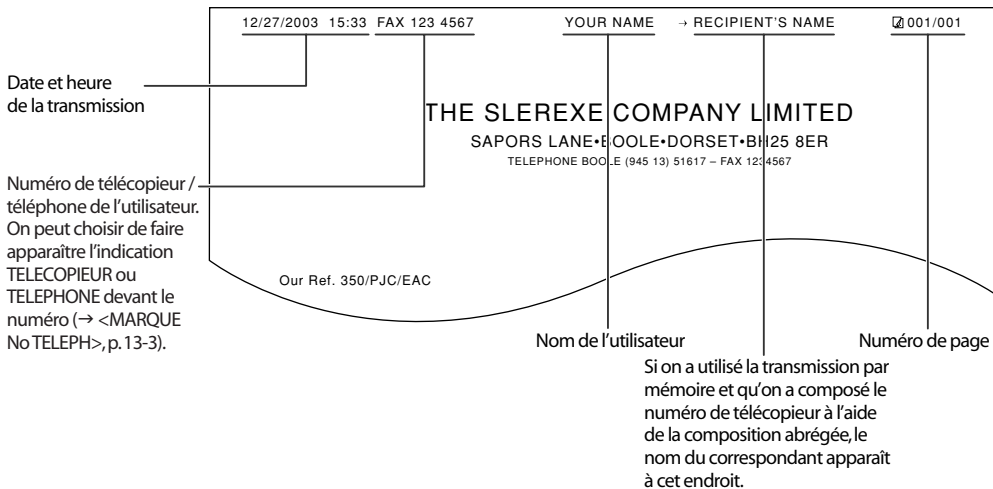 12/27/2003 15:33 FAX 123 4567 YOUR NAME → RECIPIENT'S NAME 001/001
Date et heure
de la transmission
THE SLEREXE COMPANY LIMITED
SAPORS LANE•BOOLE•DORSET•BH25 8ER
TELEPHONE BOOLE (945 13) 51617 – FAX 1234567
Numéro de télécopieur /
téléphone de l'utilisateur.
On peut choisir de faire
apparaître l'indication
TELECOPIEUR ou
TELEPHONE devant le
numéro (→ <MARQUE
No TELEPH>, p. 13-3).
Our Ref. 350/PJC/EAC
Nom de l'utilisateur
Numéro de page
Si on a utilisé la transmission par
mémoire et qu'on a composé le
numéro de télécopieur à l'aide
de la composition abrégée, le
nom du correspondant apparaît
à cet endroit.